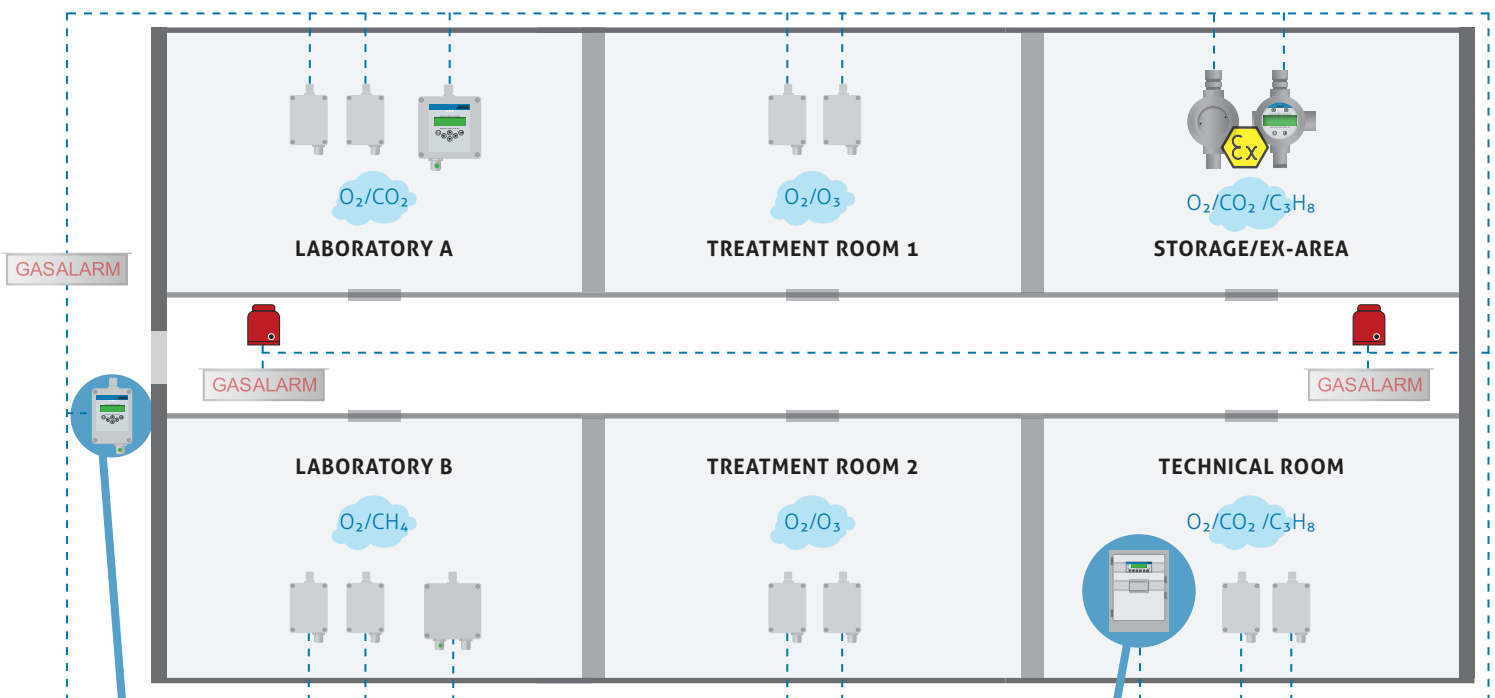 O₂/CO₂
LABORATORY A
O₂/O₃
TREATMENT ROOM 1
εx
O₂/CO₂ /C₃H₈
STORAGE/EX-AREA
GASALARM
GASALARM
GASALARM
LABORATORY B
O₂/CH₄
TREATMENT ROOM 2
O₂/O₃
TECHNICAL ROOM
O₂/CO₂ /C₃H₈